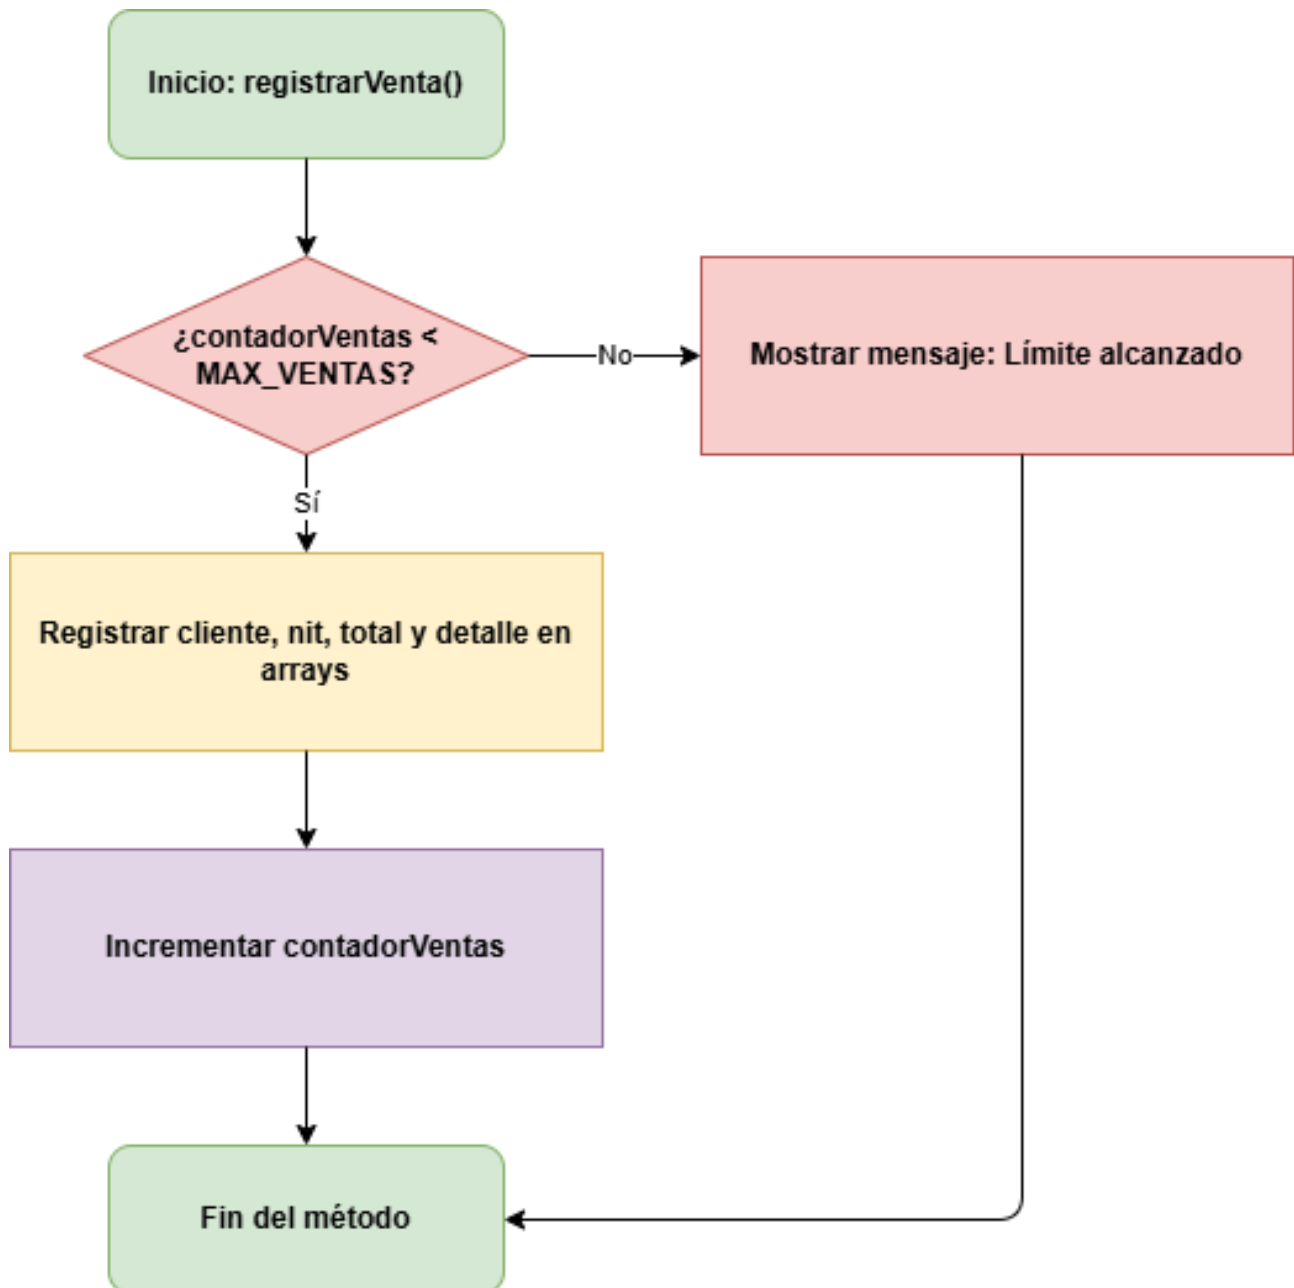 Inicio: registrarVenta()
¿contadorVentas <
MAX_VENTAS?
No
Mostrar mensaje: Límite alcanzado
Sí
Registrar cliente, nit, total y detalle en
arrays
Incrementar contadorVentas
Fin del método